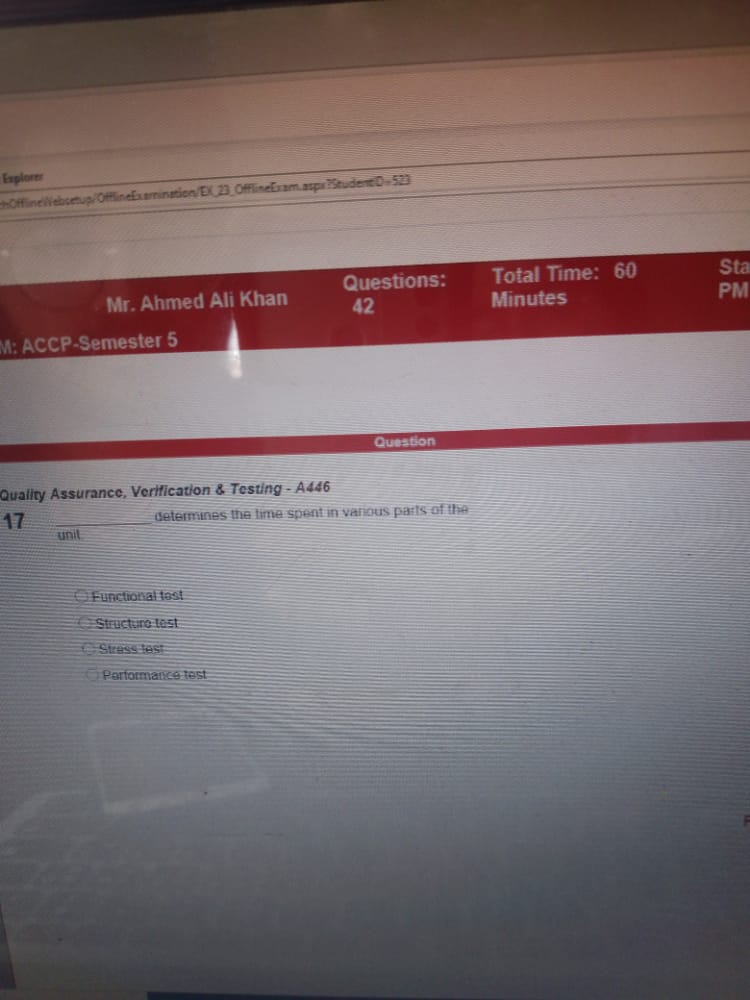 Explorer
hOfflineWebsetup/OfflineExamination/EX_23_OfflineExam.aspx?StudentID=523
Mr. Ahmed Ali Khan
Questions: 42
Total Time: 60 Minutes
Sta
PM
M: ACCP-Semester 5
Question
Quality Assurance, Verification & Testing - A446
17 ____________ determines the time spent in various parts of the
unit.
Functional test
Structure test
Stress test
Performance test